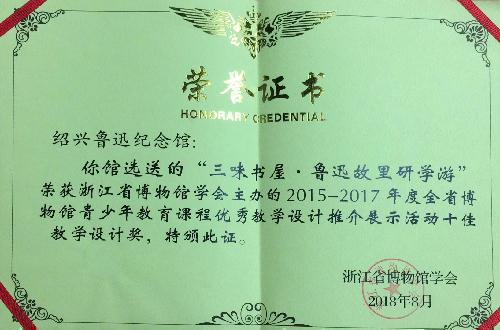 荣誉证书
HONORARY CREDENTIAL
绍兴鲁迅纪念馆:
你馆选送的“三味书屋·鲁迅故里研学游”
荣获浙江省博物馆学会主办的2015-2017年度全省博
物馆青少年教育课程优秀教学设计推介展示活动十佳
教学设计奖，特颁此证。
浙江省博物馆学会
2018年8月